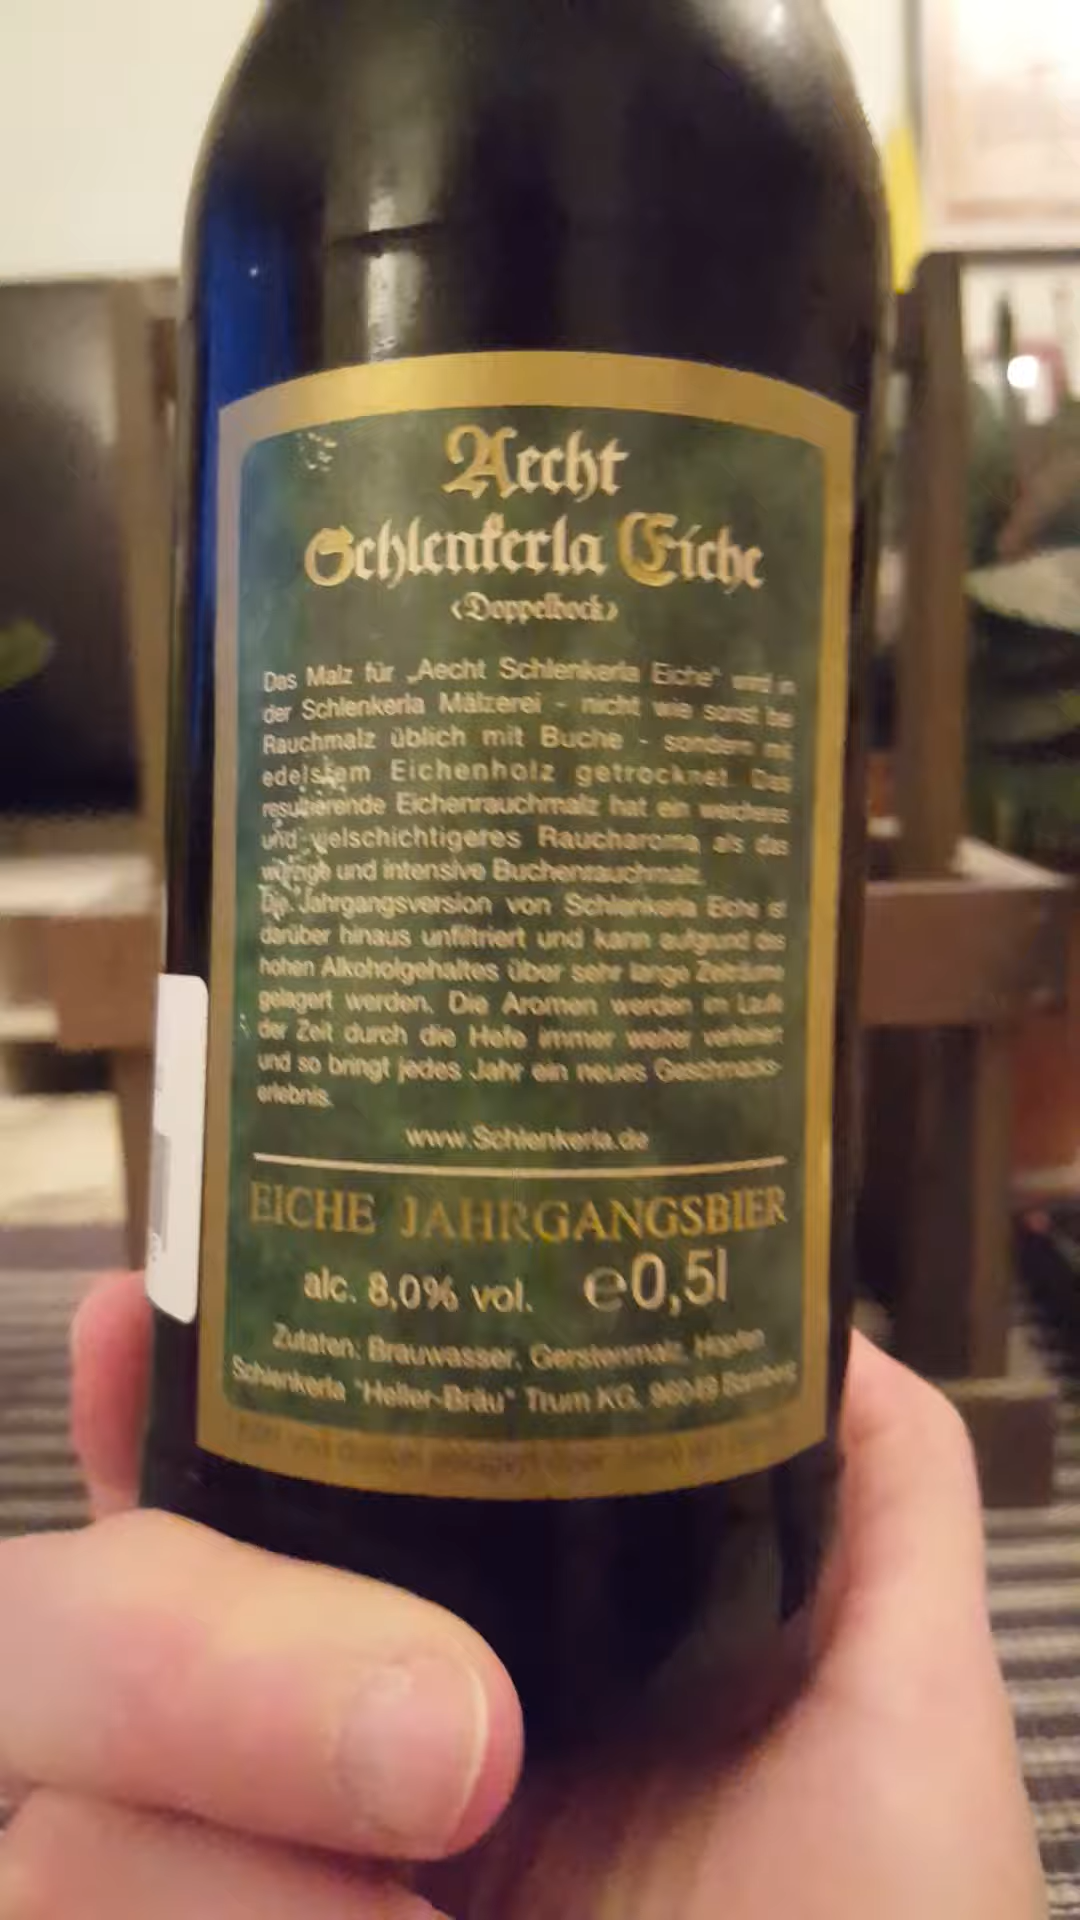 Aecht
Schlenkerla Eiche
‹Doppelbock›
Das Malz für „Aecht Schlenkerla Eiche“ wird in
der Schlenkerla Mälzerei - nicht wie sonst bei
Rauchmalz üblich mit Buche - sondern mit
edelstem Eichenholz getrocknet. Das
resultierende Eichenrauchmalz hat ein weicheres
und vielschichtigeres Raucharoma als das
würzige und intensive Buchenrauchmalz.
Die Jahrgangsversion von Schlenkerla Eiche ist
darüber hinaus unfiltriert und kann aufgrund des
hohen Alkoholgehaltes über sehr lange Zeiträume
gelagert werden. Die Aromen werden im Laufe
der Zeit durch die Hefe immer weiter verfeinert
und so bringt jedes Jahr ein neues Geschmacks-
erlebnis.
www.Schlenkerla.de
EICHE JAHRGANGSBIER
alc. 8,0% vol. ℮0,5l
Zutaten: Brauwasser, Gerstenmalz, Hopfen
Schlenkerla "Heller-Bräu" Trum KG, 96049 Bamberg